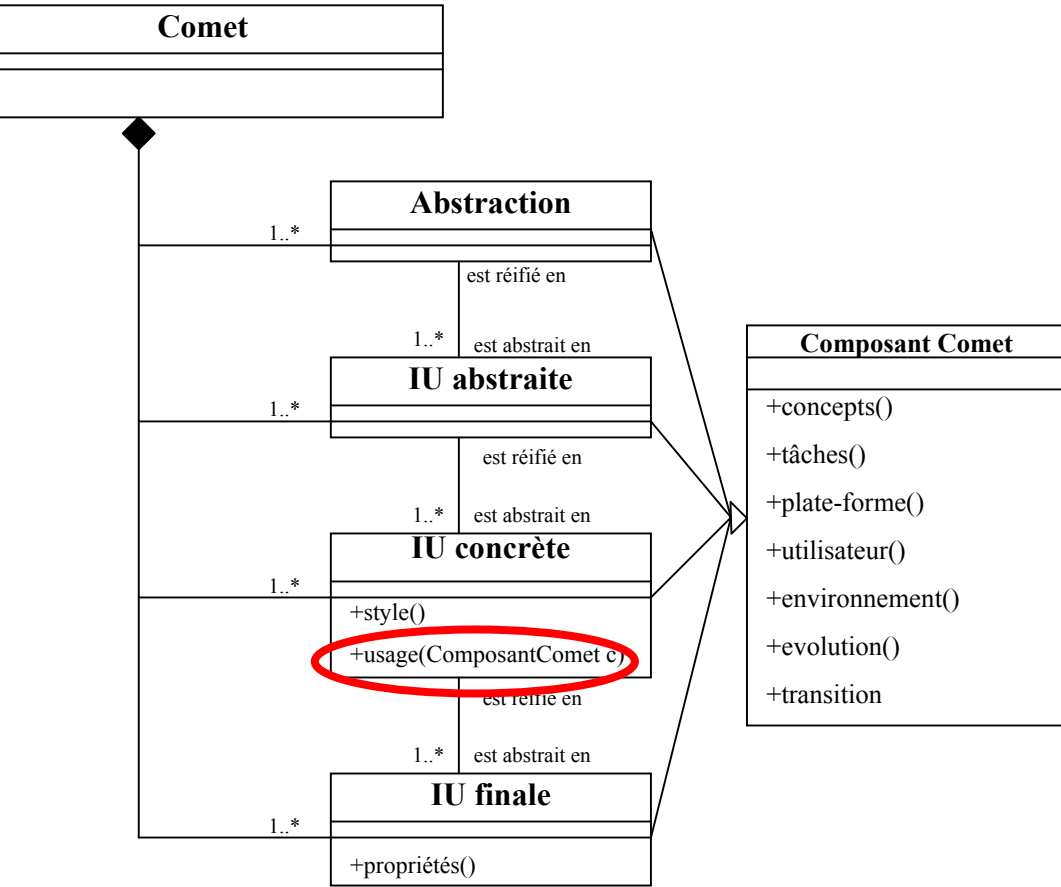 Comet
Abstraction
1..*
est réifié en
1..*
est abstrait en
IU abstraite
1..*
est réifié en
1..*
est abstrait en
IU concrète
1..*
+style()
+usage(ComposantComet c)
est réifié en
1..*
est abstrait en
IU finale
1..*
+propriétés()
Composant Comet
+concepts()
+tâches()
+plate-forme()
+utilisateur()
+environnement()
+evolution()
+transition